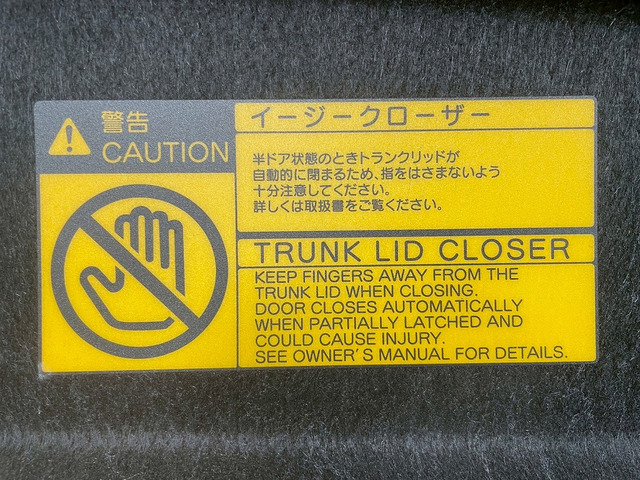 警告
CAUTION
イージークローザー
半ドア状態のときトランクリッドが
自動的に閉まるため、指をはさまないよう
十分注意してください。
詳しくは取扱書をご覧ください。
TRUNK LID CLOSER
KEEP FINGERS AWAY FROM THE
TRUNK LID WHEN CLOSING.
DOOR CLOSES AUTOMATICALLY
WHEN PARTIALLY LATCHED AND
COULD CAUSE INJURY.
SEE OWNER'S MANUAL FOR DETAILS.